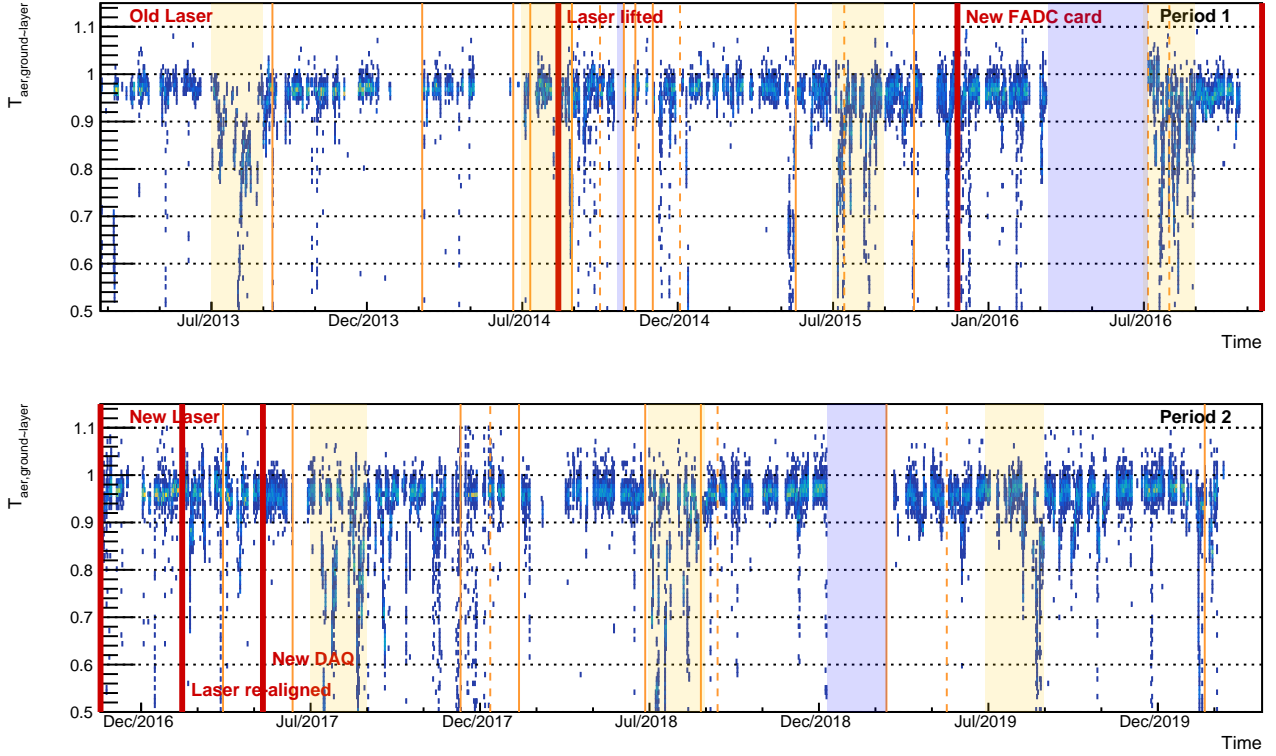 Old Laser
Laser lifted
New FADC card
Period 1
T aer,ground-layer
1.1
1
0.9
0.8
0.7
0.6
0.5
Jul/2013
Dec/2013
Jul/2014
Dec/2014
Jul/2015
Jan/2016
Jul/2016
Time
New Laser
Period 2
T aer,ground-layer
1.1
1
0.9
0.8
0.7
0.6
0.5
New DAQ
Laser re-aligned
Dec/2016
Jul/2017
Dec/2017
Jul/2018
Dec/2018
Jul/2019
Dec/2019
Time